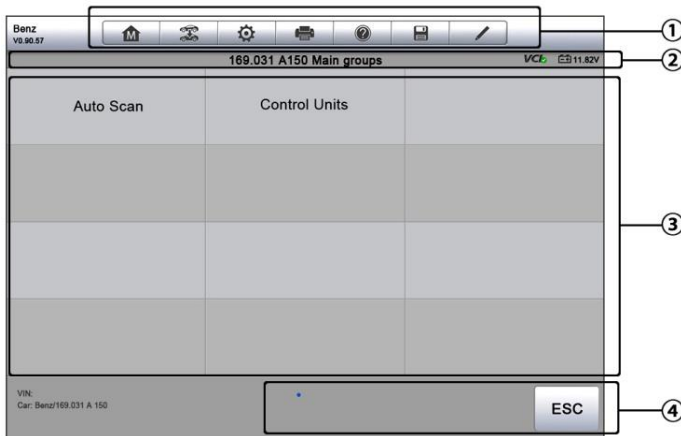 Benz
V0.90.57
M
①
169.031 A150 Main groups
VCI
11.82V
②
Auto Scan
Control Units
③
VIN:
Car: Benz/169.031 A 150
ESC
④